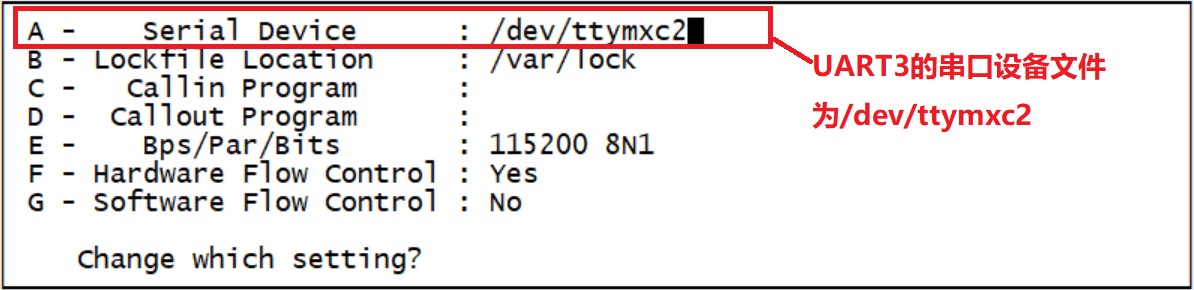 A -    Serial Device      : /dev/ttymxc2
B - Lockfile Location     : /var/lock
C -   Callin Program      :
D -  Callout Program      :
E -    Bps/Par/Bits       : 115200 8N1
F - Hardware Flow Control : Yes
G - Software Flow Control : No
Change which setting?
UART3的串口设备文件
为/dev/ttymxc2